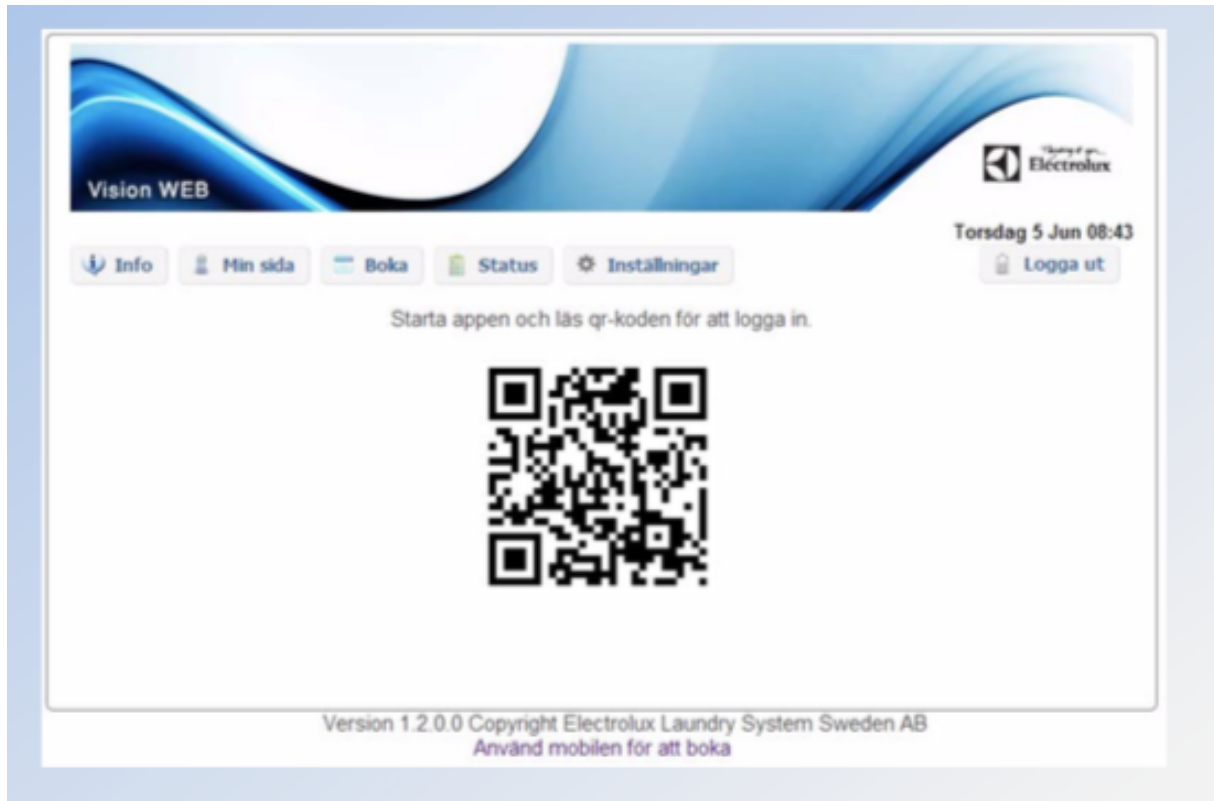 Vision WEB
Electrolux
Torsdag 5 Jun 08:43
Info
Min sida
Boka
Status
Inställningar
Logga ut
Starta appen och läs qr-koden för att logga in.
Version 1.2.0.0 Copyright Electrolux Laundry System Sweden AB
Använd mobilen för att boka